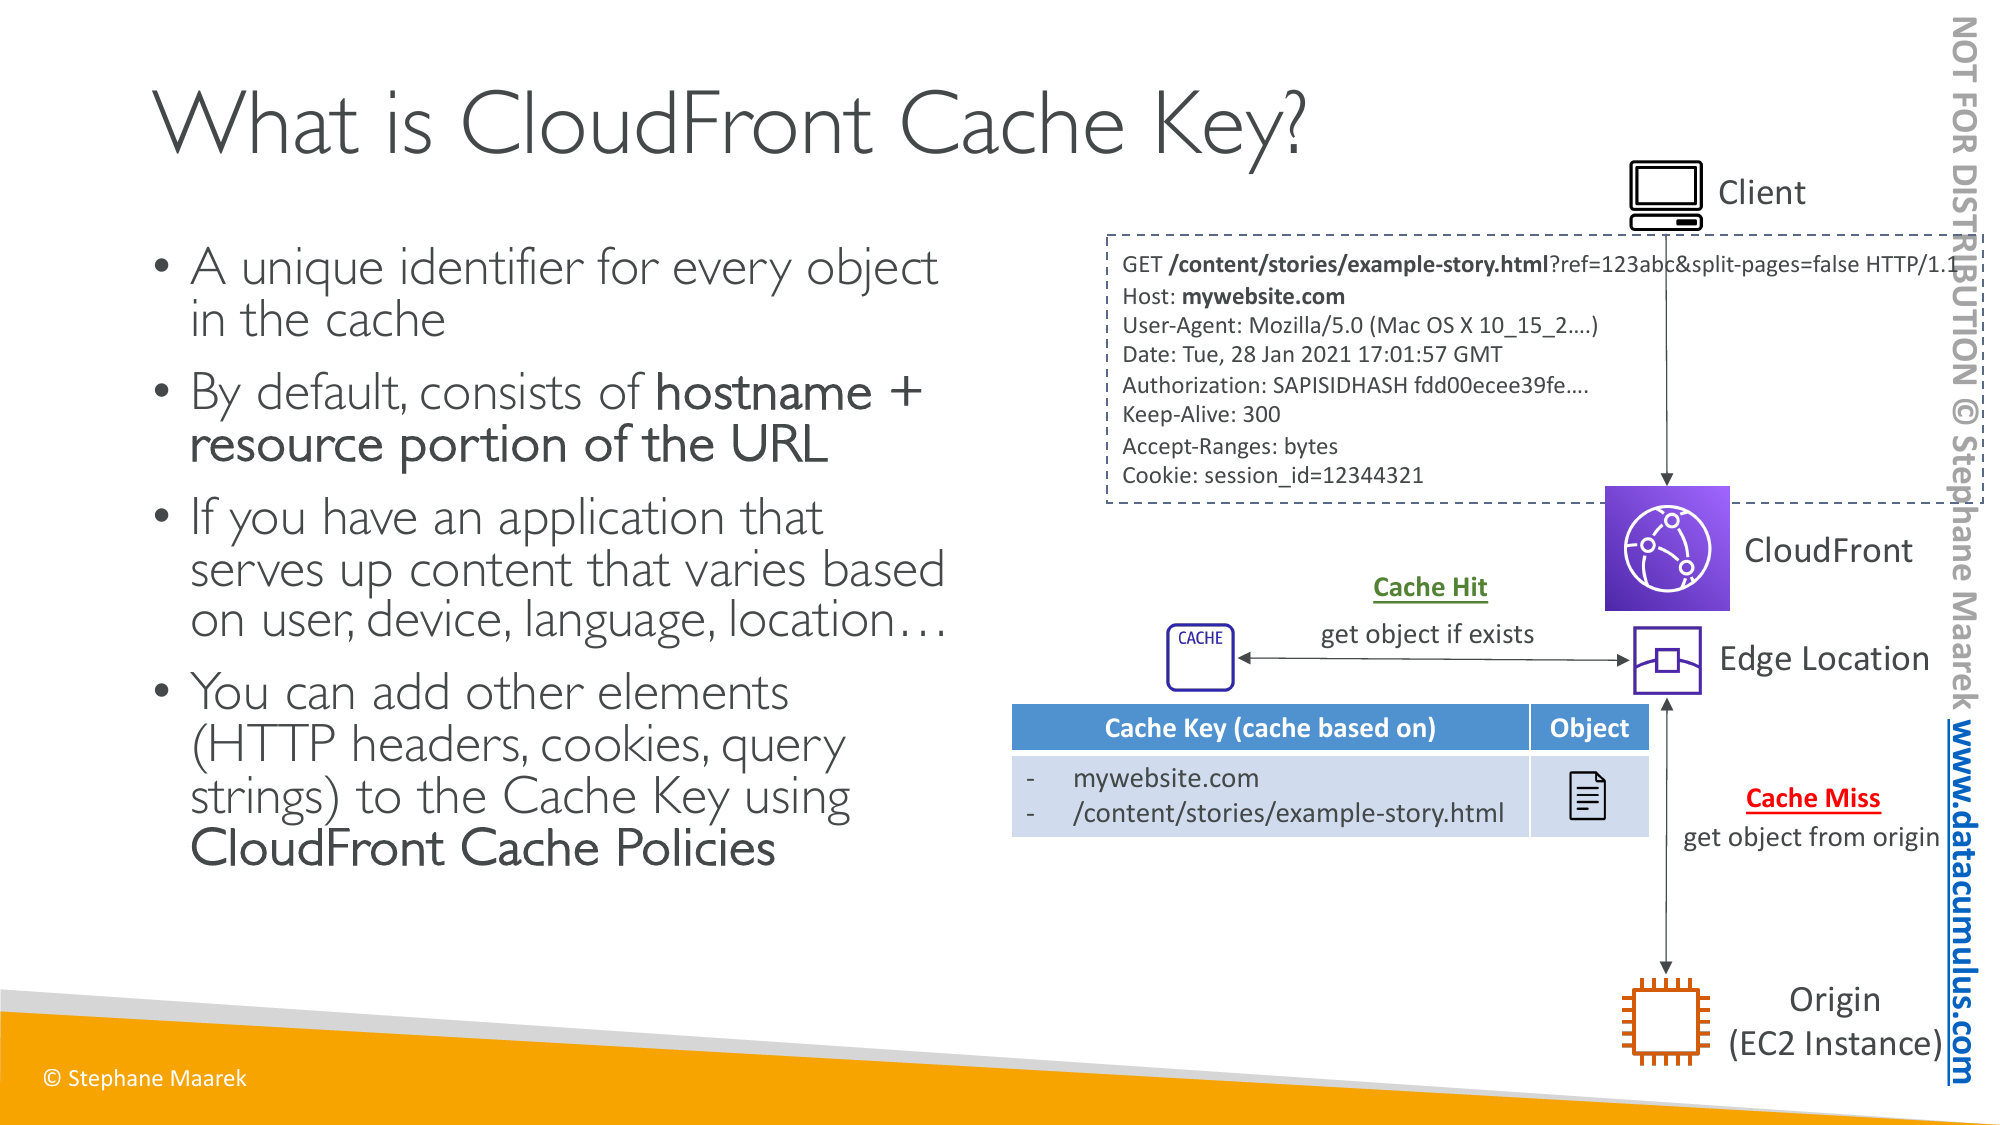 What is CloudFront Cache Key?
• A unique identifier for every object
in the cache
• By default, consists of hostname +
resource portion of the URL
• If you have an application that
serves up content that varies based
on user, device, language, location…
• You can add other elements
(HTTP headers, cookies, query
strings) to the Cache Key using
CloudFront Cache Policies
Client
GET /content/stories/example-story.html?ref=123abc&split-pages=false HTTP/1.1
Host: mywebsite.com
User-Agent: Mozilla/5.0 (Mac OS X 10_15_2....)
Date: Tue, 28 Jan 2021 17:01:57 GMT
Authorization: SAPISIDHASH fdd00ecee39fe....
Keep-Alive: 300
Accept-Ranges: bytes
Cookie: session_id=12344321
CloudFront
Cache Hit
get object if exists
CACHE
Edge Location
Cache Key (cache based on) Object
- mywebsite.com
- /content/stories/example-story.html
Cache Miss
get object from origin
Origin
(EC2 Instance)
© Stephane Maarek
NOT FOR DISTRIBUTION © Stephane Maarek www.datacumulus.com